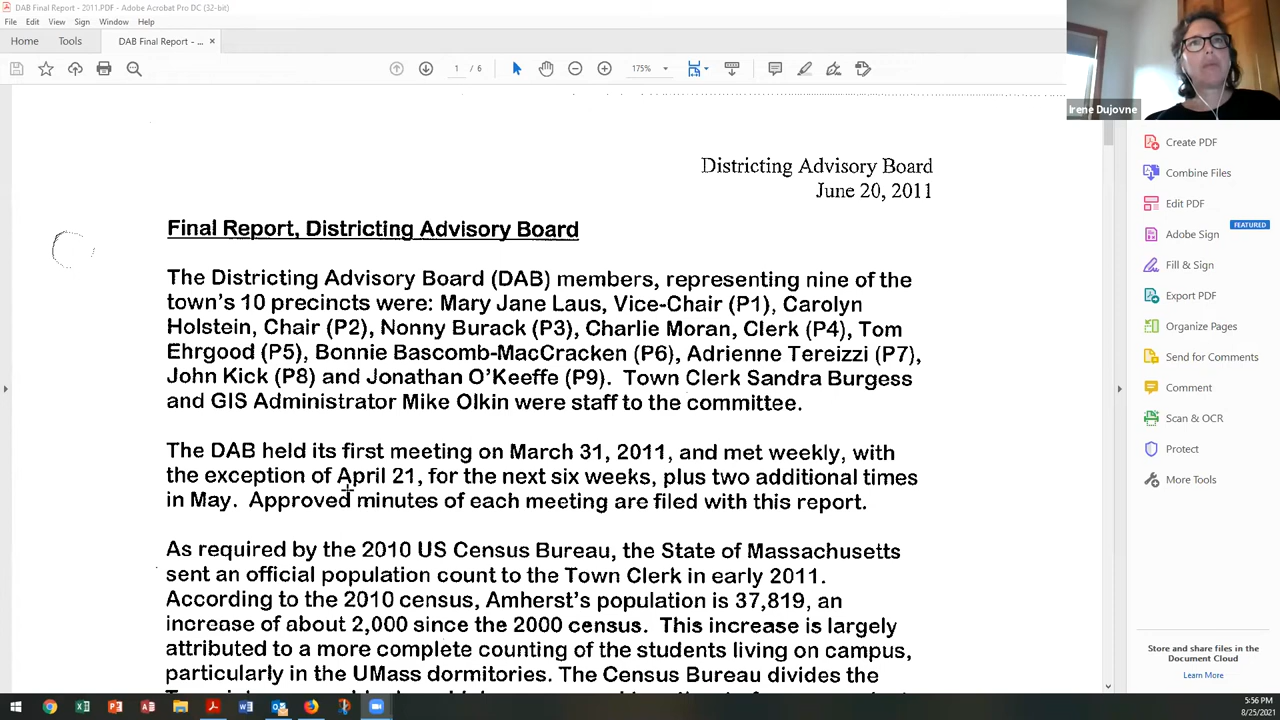 DAB Final Report - 2011.PDF - Adobe Acrobat Pro DC (32-bit)
File Edit View Sign Window Help
Home Tools DAB Final Report - ... ×
1 / 6 175%
Irene Dujovne
Districting Advisory Board
June 20, 2011
Final Report, Districting Advisory Board
The Districting Advisory Board (DAB) members, representing nine of the
town's 10 precincts were: Mary Jane Laus, Vice-Chair (P1), Carolyn
Holstein, Chair (P2), Nonny Burack (P3), Charlie Moran, Clerk (P4), Tom
Ehrgood (P5), Bonnie Bascomb-MacCracken (P6), Adrienne Tereizzi (P7),
John Kick (P8) and Jonathan O'Keeffe (P9). Town Clerk Sandra Burgess
and GIS Administrator Mike Olkin were staff to the committee.
The DAB held its first meeting on March 31, 2011, and met weekly, with
the exception of April 21, for the next six weeks, plus two additional times
in May. Approved minutes of each meeting are filed with this report.
As required by the 2010 US Census Bureau, the State of Massachusetts
sent an official population count to the Town Clerk in early 2011.
According to the 2010 census, Amherst's population is 37,819, an
increase of about 2,000 since the 2000 census. This increase is largely
attributed to a more complete counting of the students living on campus,
particularly in the UMass dormitories. The Census Bureau divides the
Create PDF
Combine Files
Edit PDF
FEATURED
Adobe Sign
Fill & Sign
Export PDF
Organize Pages
Send for Comments
Comment
Scan & OCR
Protect
More Tools
Store and share files in the
Document Cloud
Learn More
5:56 PM
8/25/2021